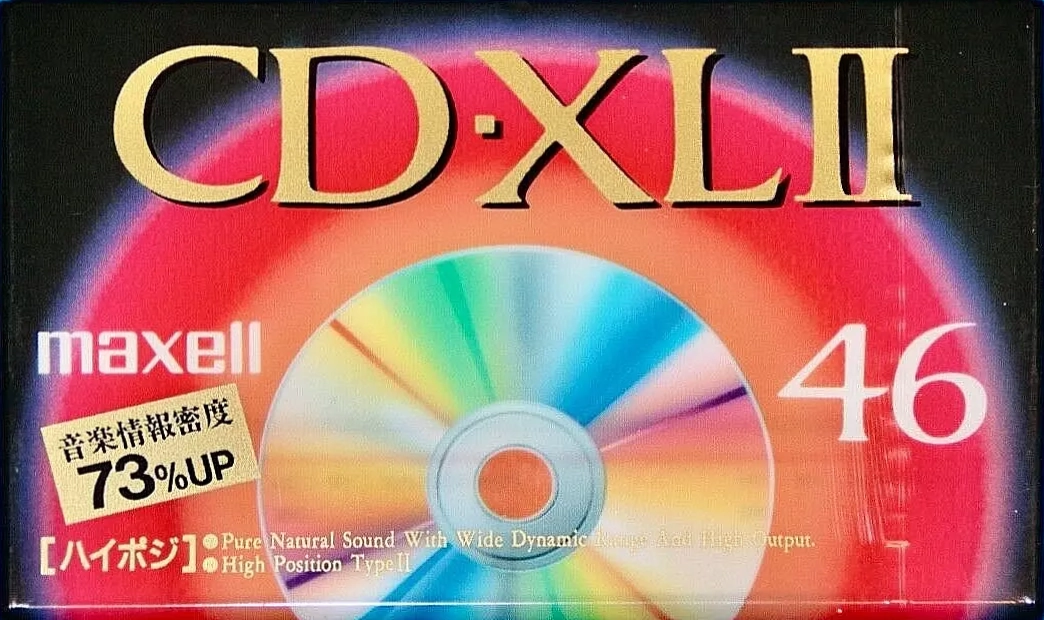 CD·XLII
maxell
46
音楽情報密度
73%UP
[ハイポジ]
●Pure Natural Sound With Wide Dynamic Range And High Output.
●High Position TypeII